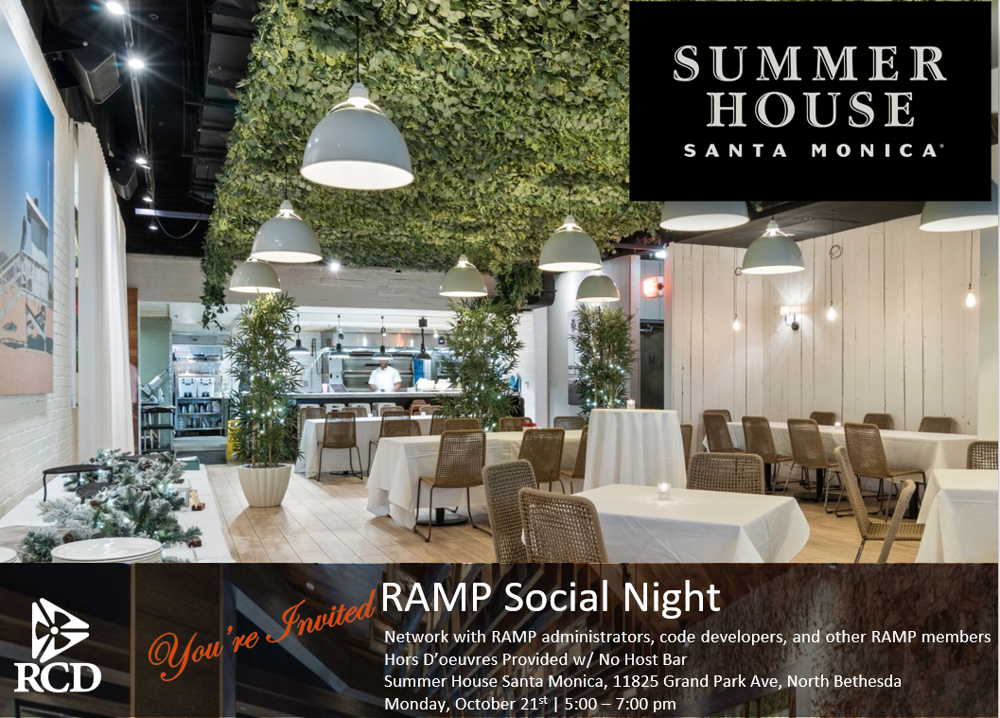 SUMMER
HOUSE
SANTA MONICA®
You're Invited
RAMP Social Night
Network with RAMP administrators, code developers, and other RAMP members
Hors D'oeuvres Provided w/ No Host Bar
Summer House Santa Monica, 11825 Grand Park Ave, North Bethesda
Monday, October 21st | 5:00 – 7:00 pm
RCD